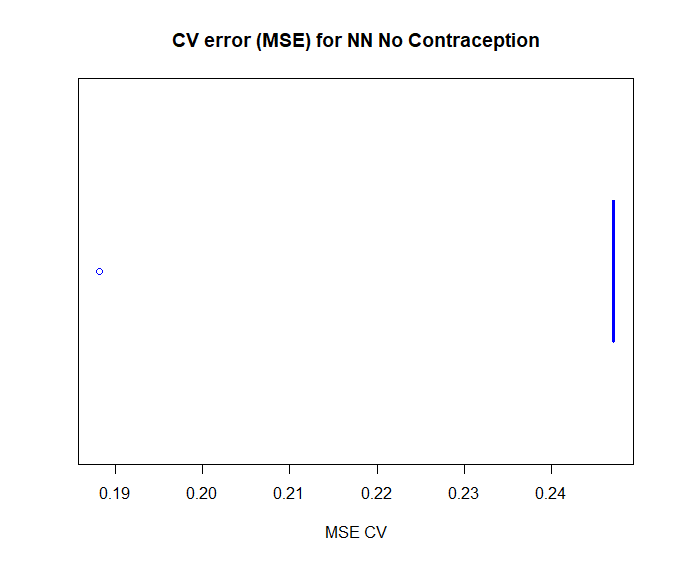 CV error (MSE) for NN No Contraception
0.19 0.20 0.21 0.22 0.23 0.24
MSE CV